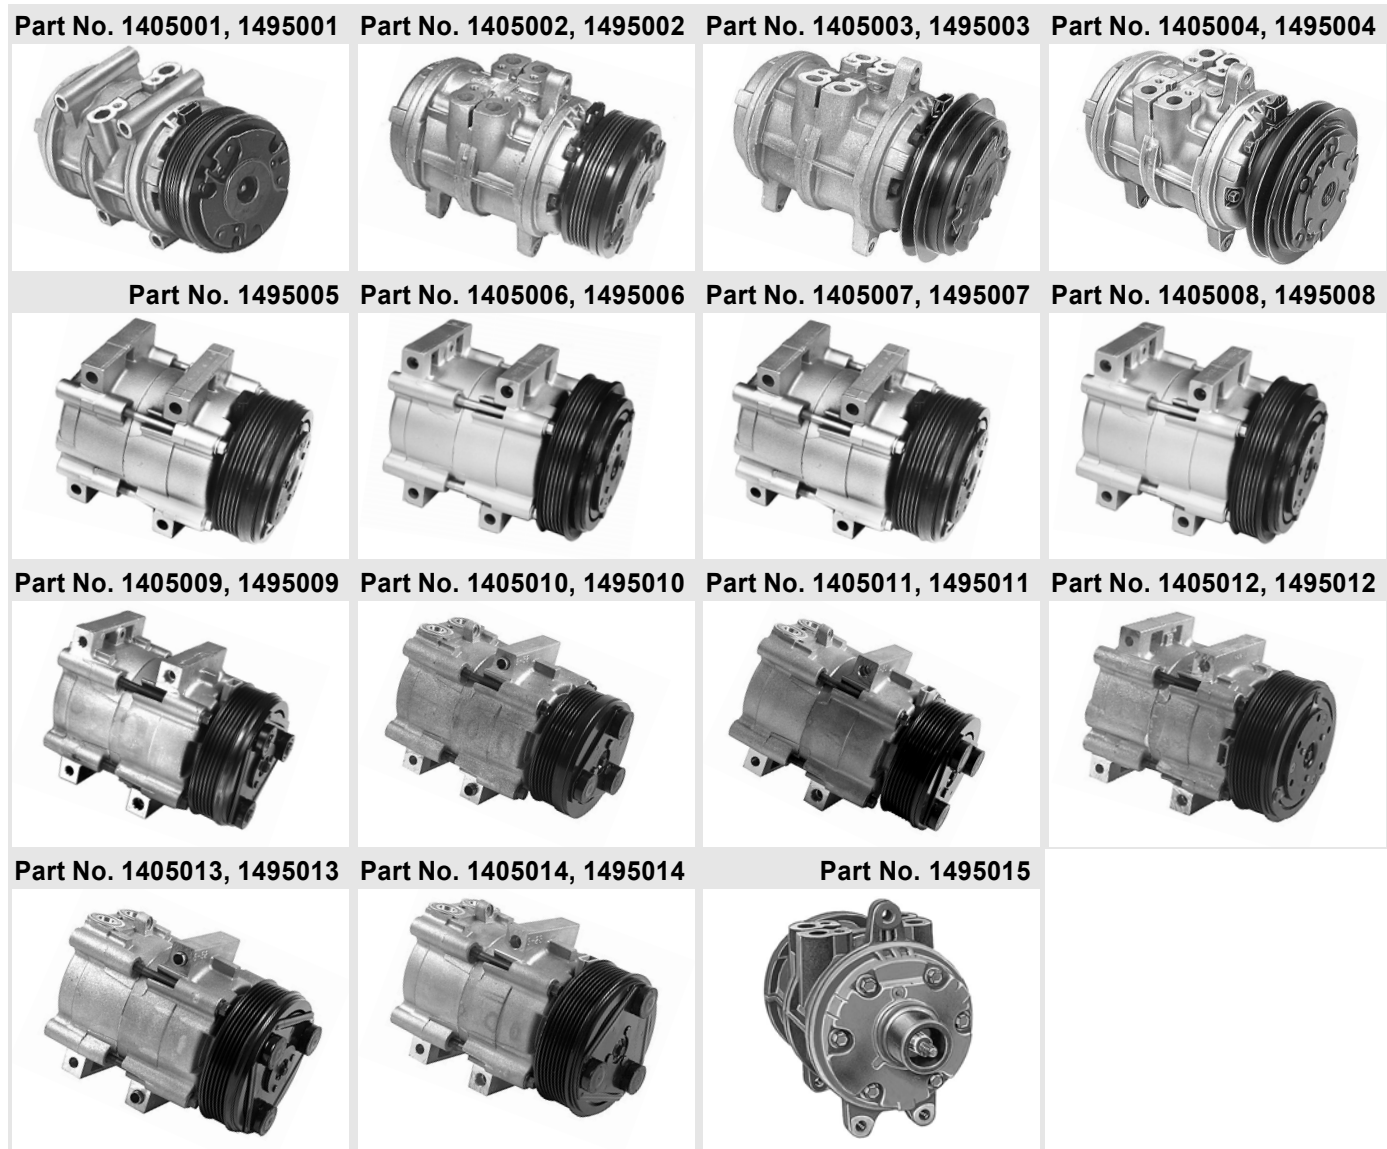 Part No. 1405001, 1495001
Part No. 1405002, 1495002
Part No. 1405003, 1495003
Part No. 1405004, 1495004
Part No. 1495005
Part No. 1405006, 1495006
Part No. 1405007, 1495007
Part No. 1405008, 1495008
Part No. 1405009, 1495009
Part No. 1405010, 1495010
Part No. 1405011, 1495011
Part No. 1405012, 1495012
Part No. 1405013, 1495013
Part No. 1405014, 1495014
Part No. 1495015